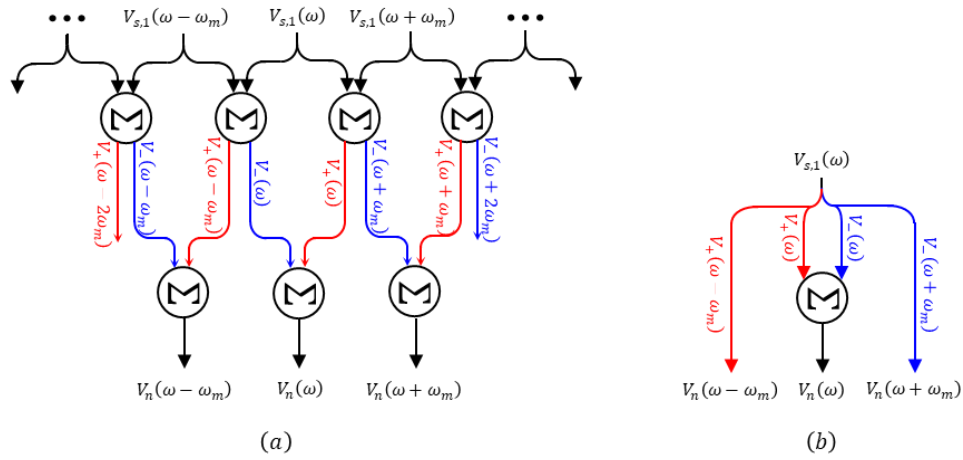 ••• V_{s,1}(ω − ω_m) V_{s,1}(ω) V_{s,1}(ω + ω_m) •••
Σ Σ Σ Σ
V_+(ω − 2ω_m)
V_−(ω − ω_m)
V_+(ω − ω_m)
V_−(ω)
V_+(ω)
V_−(ω + ω_m)
V_+(ω + ω_m)
V_−(ω + 2ω_m)
Σ Σ Σ
V_n(ω − ω_m) V_n(ω) V_n(ω + ω_m)
(a)
V_{s,1}(ω)
V_+(ω − ω_m)
V_+(ω)
V_−(ω)
V_−(ω + ω_m)
Σ
V_n(ω − ω_m) V_n(ω) V_n(ω + ω_m)
(b)